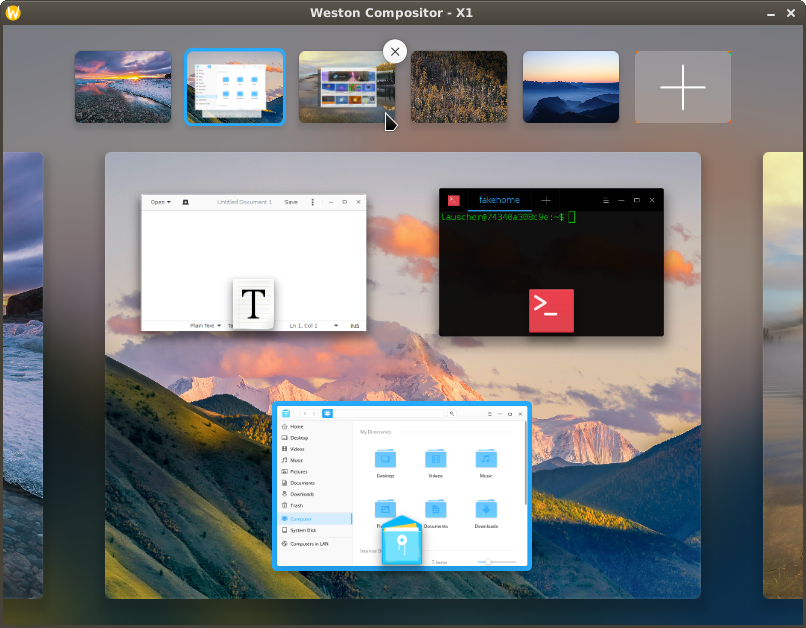 Weston Compositor - X1
Open
Untitled Document 1
Save
Plain Text
Ln 1, Col 1
INS
T
fakehome
lauscher@74340a308c9e:~$
>_
Home
Desktop
Videos
Music
Pictures
Documents
Downloads
Trash
Computer
System Disk
Computers in LAN
My Directories
Desktop
Videos
Music
Documents
Downloads
7 items